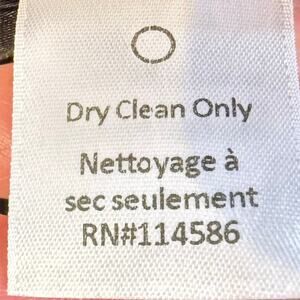 Dry Clean Only
Nettoyage à
sec seulement
RN#114586